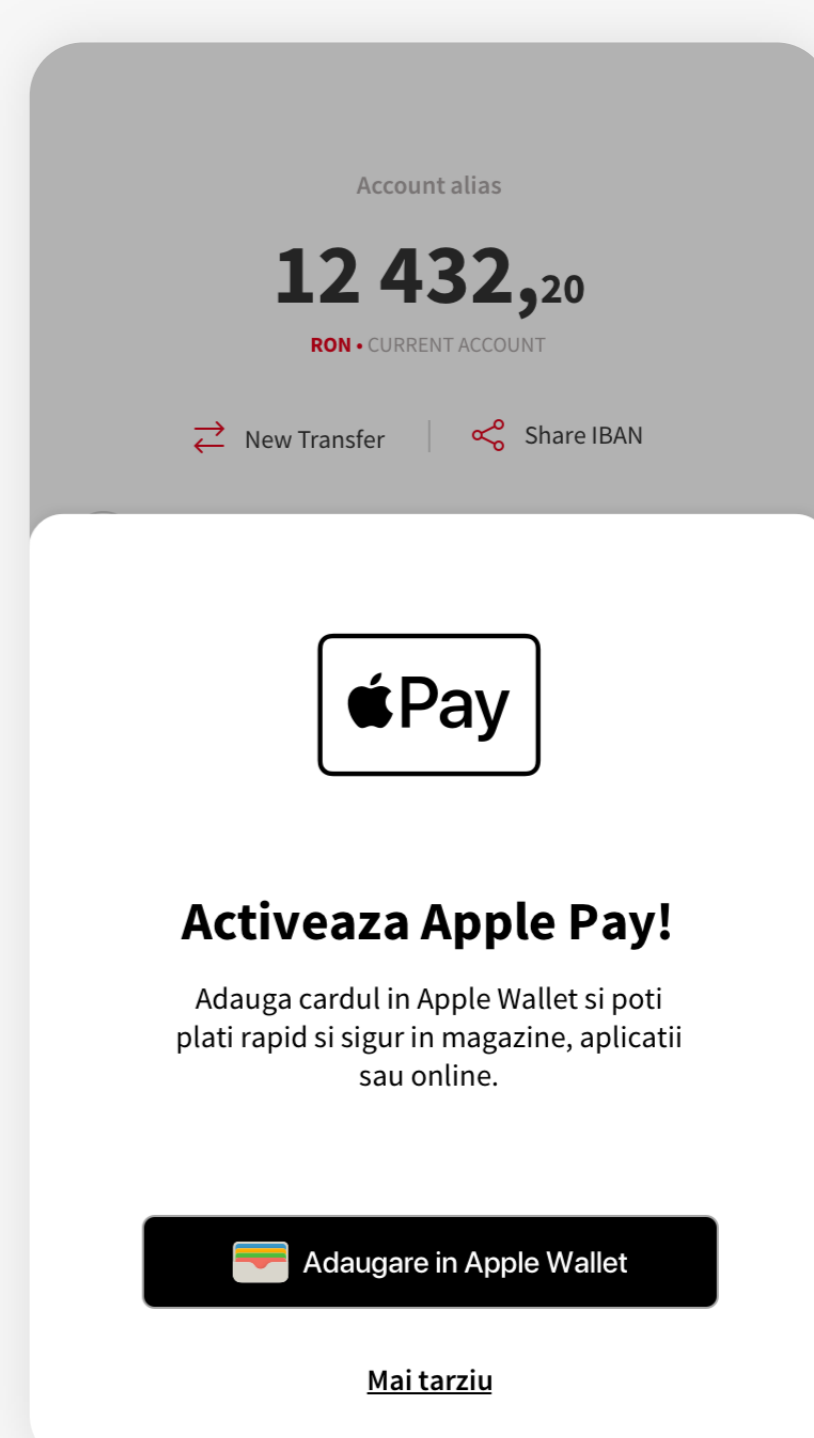 Account alias
12 432,20
RON • CURRENT ACCOUNT
New Transfer
Share IBAN
Pay
Activeaza Apple Pay!
Adauga cardul in Apple Wallet si poti
plati rapid si sigur in magazine, aplicatii
sau online.
Adaugare in Apple Wallet
Mai tarziu